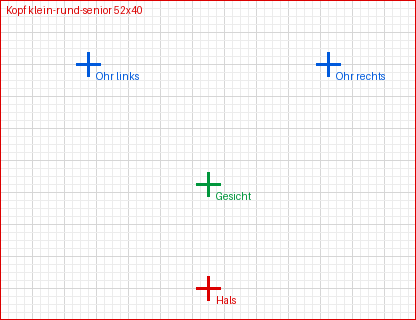 Kopf klein-rund-senior 52x40
Ohr links
Ohr rechts
Gesicht
Hals